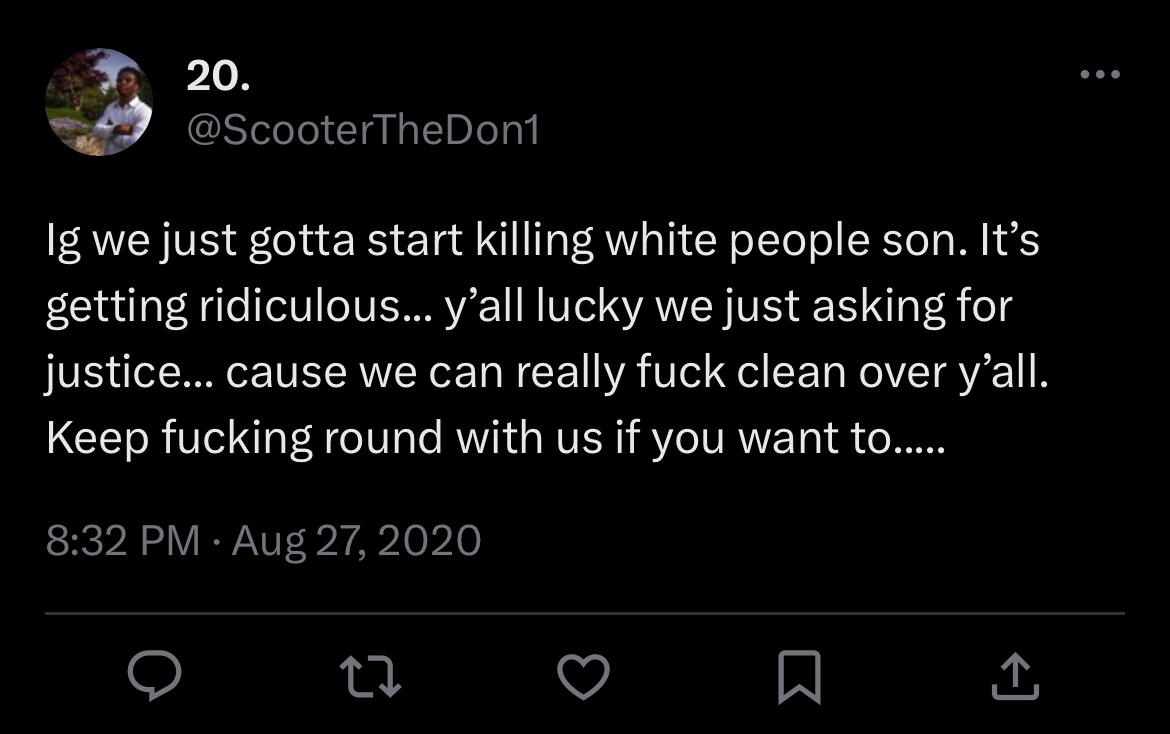 20.
@ScooterTheDon1
Ig we just gotta start killing white people son. It’s
getting ridiculous... y’all lucky we just asking for
justice... cause we can really fuck clean over y’all.
Keep fucking round with us if you want to.....
8:32 PM · Aug 27, 2020